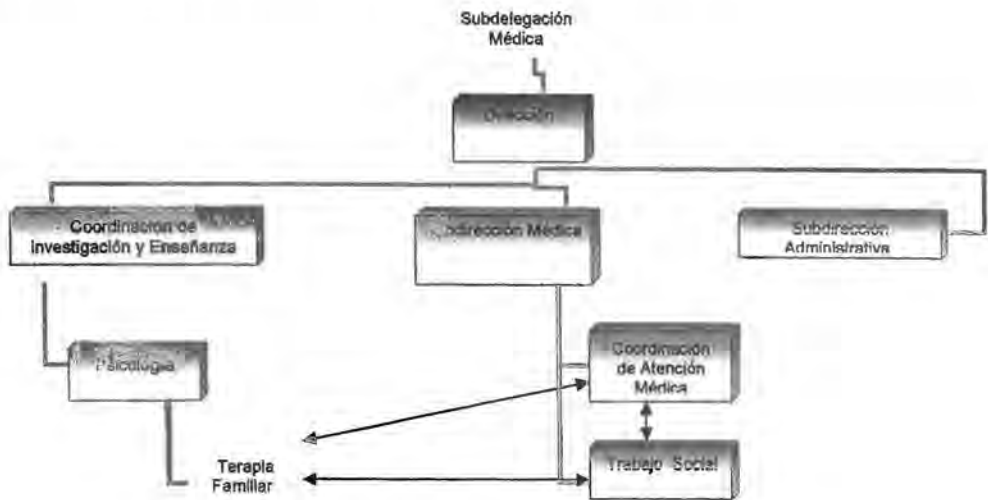 Subdelegación
Médica
Dirección
Coordinación de
Investigación y Enseñanza
Subdirección Médica
Subdirección
Administrativa
Psicología
Coordinación
de Atención
Médica
Terapia
Familiar
Trabajo Social